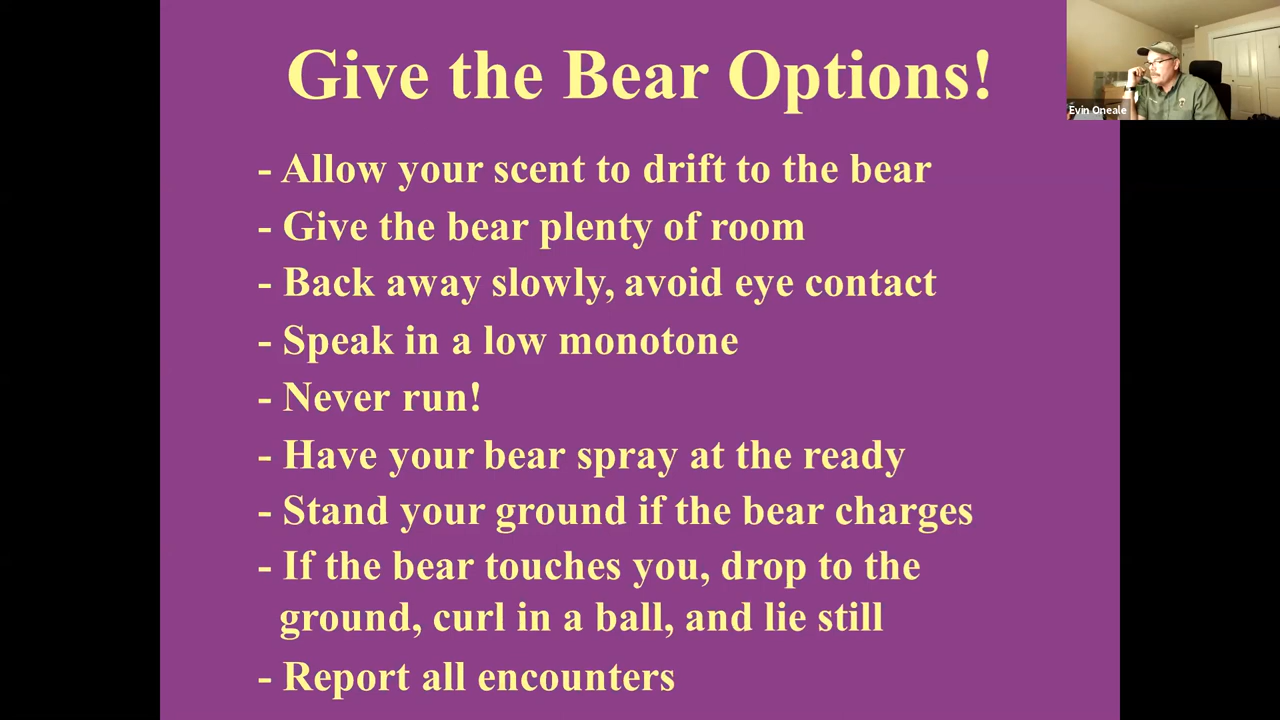 Give the Bear Options!
Evin Oneale
- Allow your scent to drift to the bear
- Give the bear plenty of room
- Back away slowly, avoid eye contact
- Speak in a low monotone
- Never run!
- Have your bear spray at the ready
- Stand your ground if the bear charges
- If the bear touches you, drop to the
ground, curl in a ball, and lie still
- Report all encounters